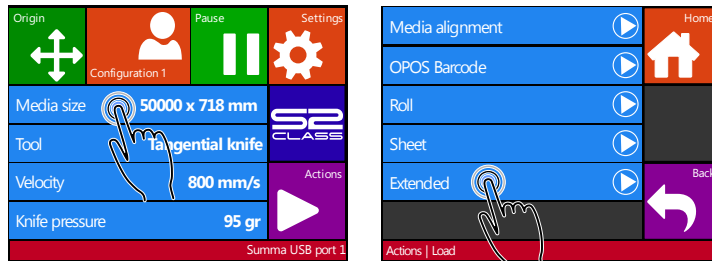 Origin
Pause
Settings
Configuration 1
Media size 50000 x 718 mm
S2
CLASS
Tool Tangential knife
Velocity 800 mm/s
Actions
Knife pressure 95 gr
Summa USB port 1
Media alignment
Home
OPOS Barcode
Roll
Sheet
Extended
Back
Actions | Load